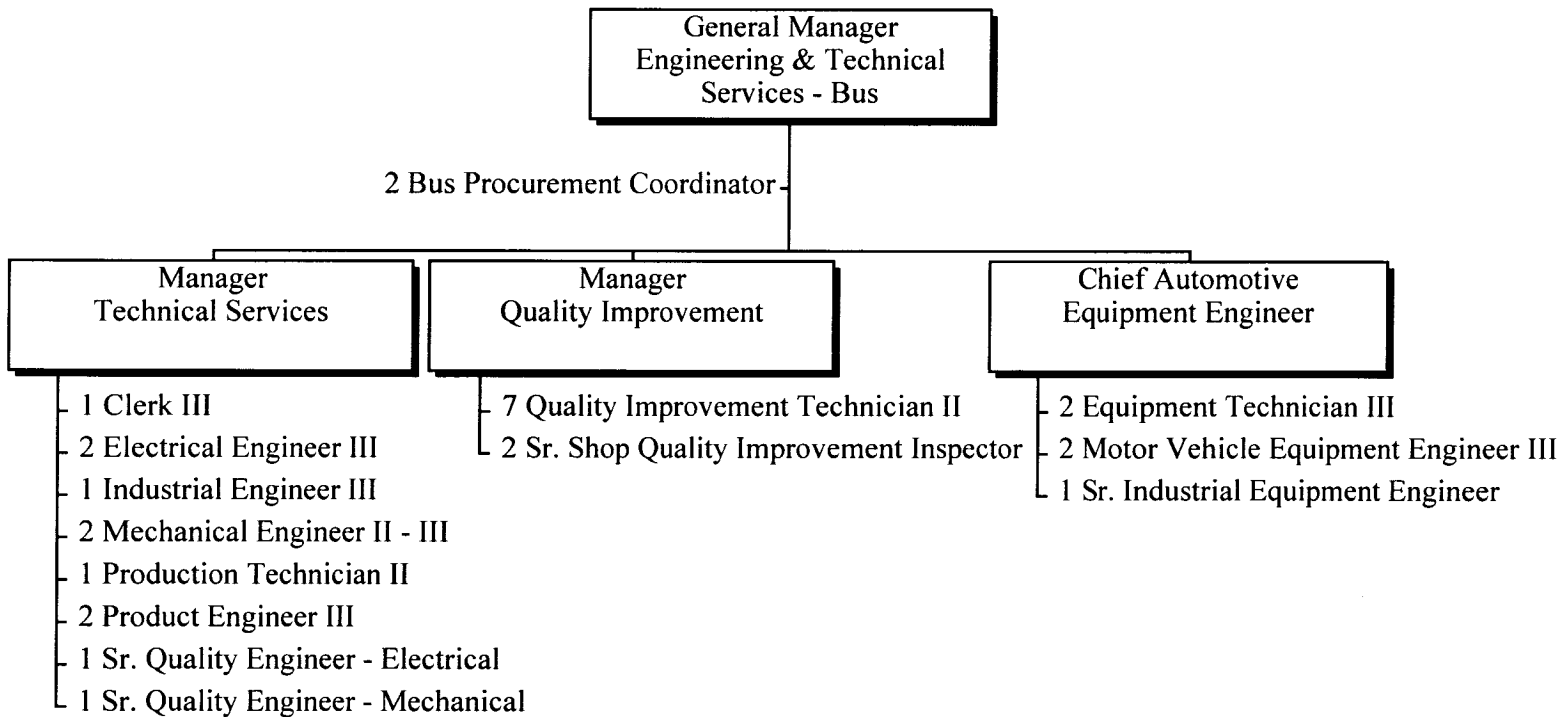 General Manager
Engineering & Technical
Services - Bus
2 Bus Procurement Coordinator
Manager
Technical Services
1 Clerk III
2 Electrical Engineer III
1 Industrial Engineer III
2 Mechanical Engineer II - III
1 Production Technician II
2 Product Engineer III
1 Sr. Quality Engineer - Electrical
1 Sr. Quality Engineer - Mechanical
Manager
Quality Improvement
7 Quality Improvement Technician II
2 Sr. Shop Quality Improvement Inspector
Chief Automotive
Equipment Engineer
2 Equipment Technician III
2 Motor Vehicle Equipment Engineer III
1 Sr. Industrial Equipment Engineer